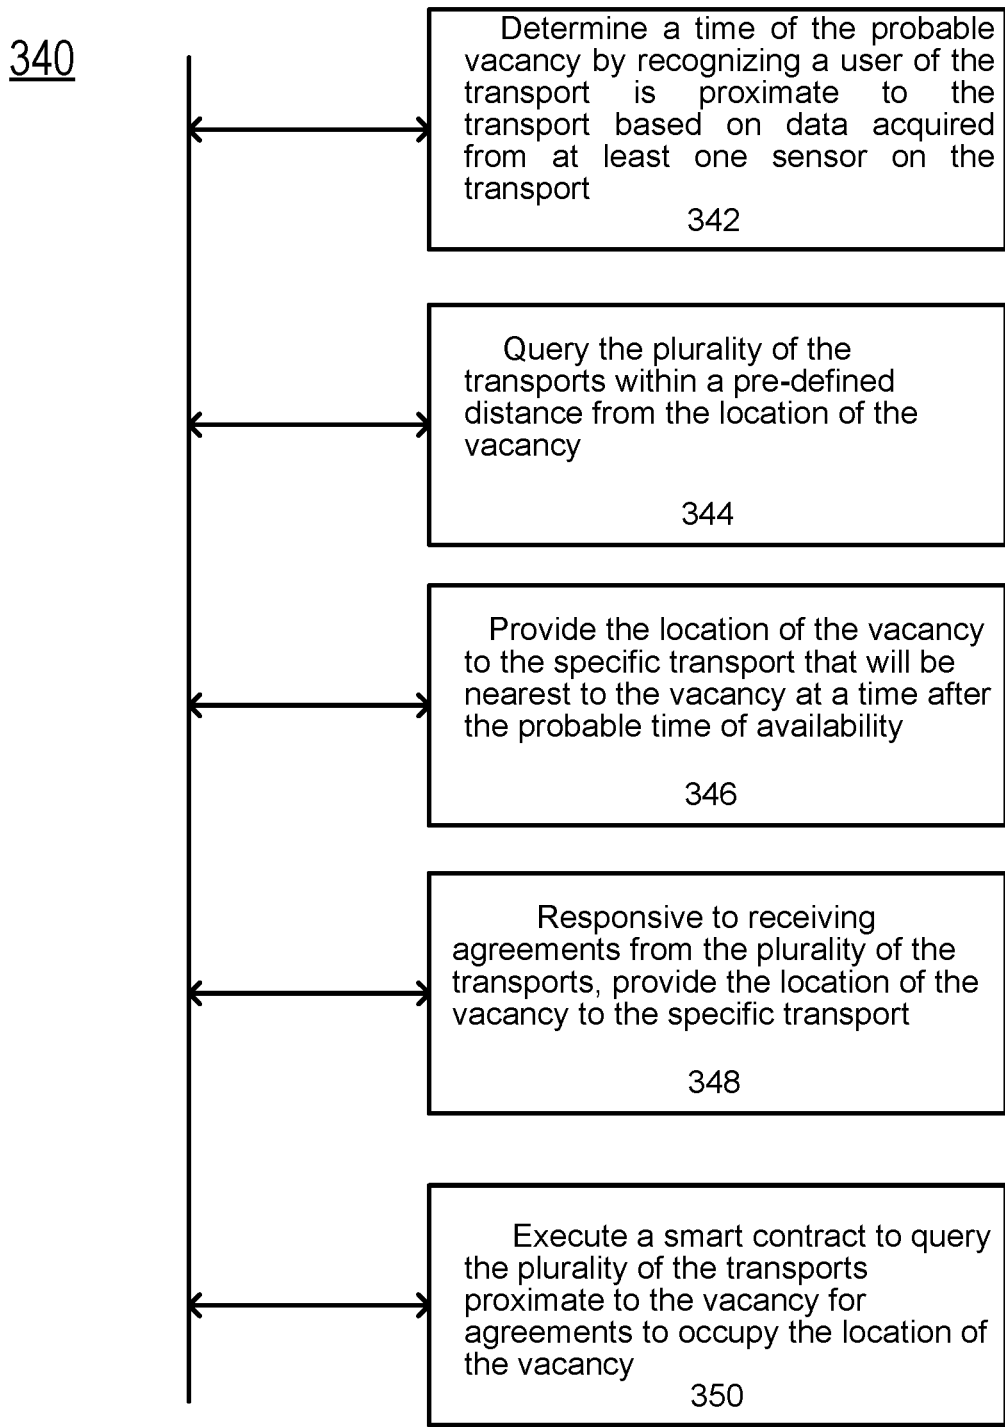 340
Determine a time of the probable
vacancy by recognizing a user of the
transport is proximate to the
transport based on data acquired
from at least one sensor on the
transport
342
Query the plurality of the
transports within a pre-defined
distance from the location of the
vacancy
344
Provide the location of the vacancy
to the specific transport that will be
nearest to the vacancy at a time after
the probable time of availability
346
Responsive to receiving
agreements from the plurality of the
transports, provide the location of the
vacancy to the specific transport
348
Execute a smart contract to query
the plurality of the transports
proximate to the vacancy for
agreements to occupy the location of
the vacancy
350